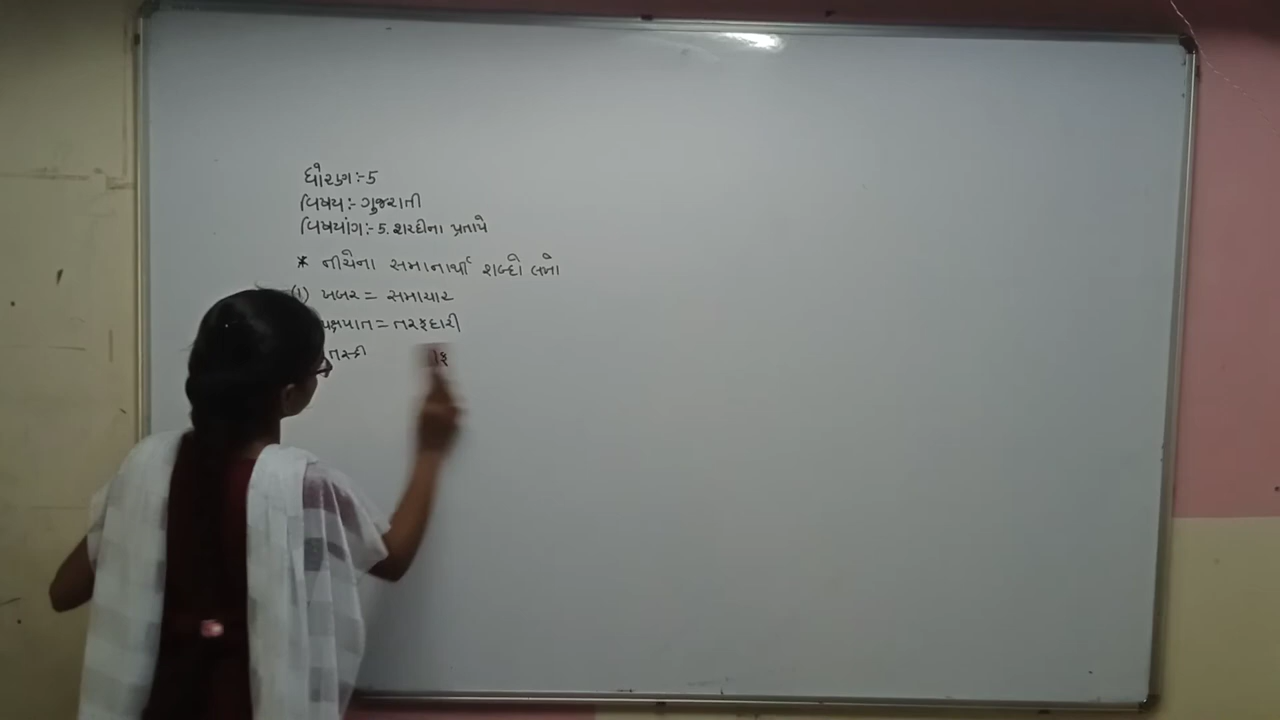 ધોરણ:-5
વિષય:- ગુજરાતી
વિષયાંગ:-5. શરદીના પ્રતાપે
* નીચેના સમાનાર્થી શબ્દો લખો
(1) ખબર = સમાચાર
પક્ષપાત = તરફદારી